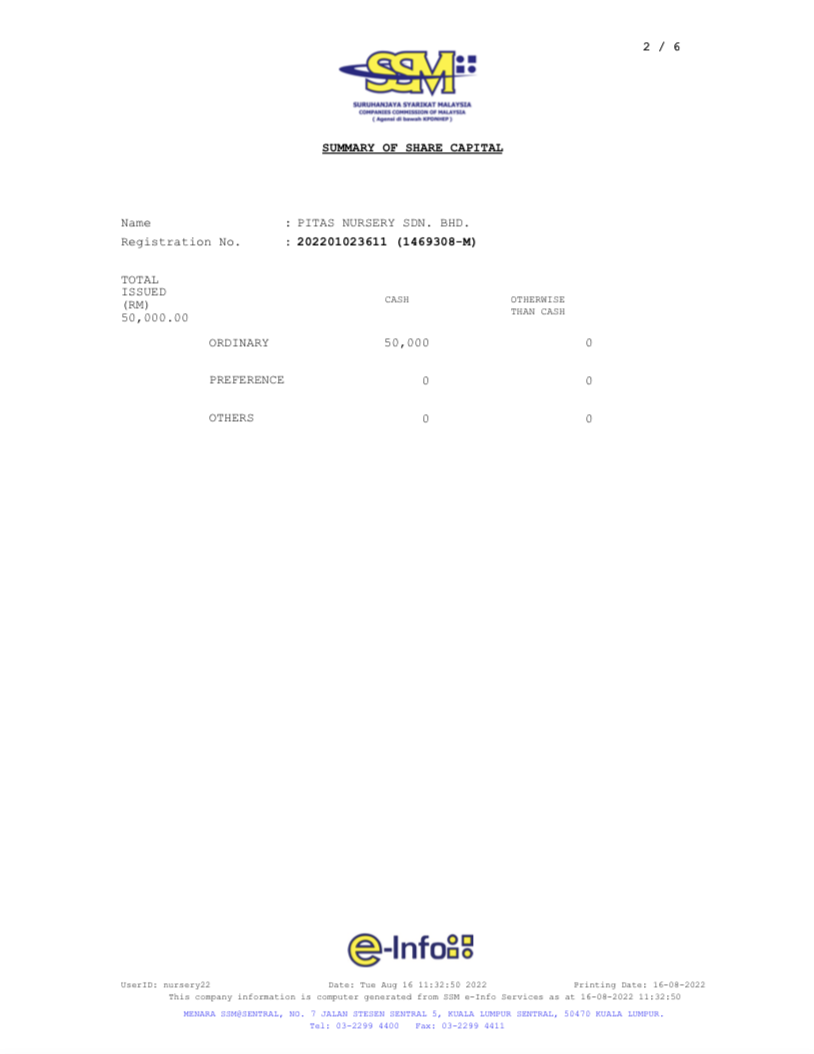 2 / 6
SSM
SURUHANJAYA SYARIKAT MALAYSIA
COMPANIES COMMISSION OF MALAYSIA
( Agensi di bawah KPDNHEP )
SUMMARY OF SHARE CAPITAL
Name : PITAS NURSERY SDN. BHD.
Registration No. : 202201023611 (1469308-M)
TOTAL
ISSUED
(RM)
50,000.00
CASH OTHERWISE
THAN CASH
ORDINARY 50,000 0
PREFERENCE 0 0
OTHERS 0 0
e-Info
UserID: nursery22 Date: Tue Aug 16 11:32:50 2022 Printing Date: 16-08-2022
This company information is computer generated from SSM e-Info Services as at 16-08-2022 11:32:50
MENARA SSM@SENTRAL, NO. 7 JALAN STESEN SENTRAL 5, KUALA LUMPUR SENTRAL, 50470 KUALA LUMPUR.
Tel: 03-2299 4400 Fax: 03-2299 4411